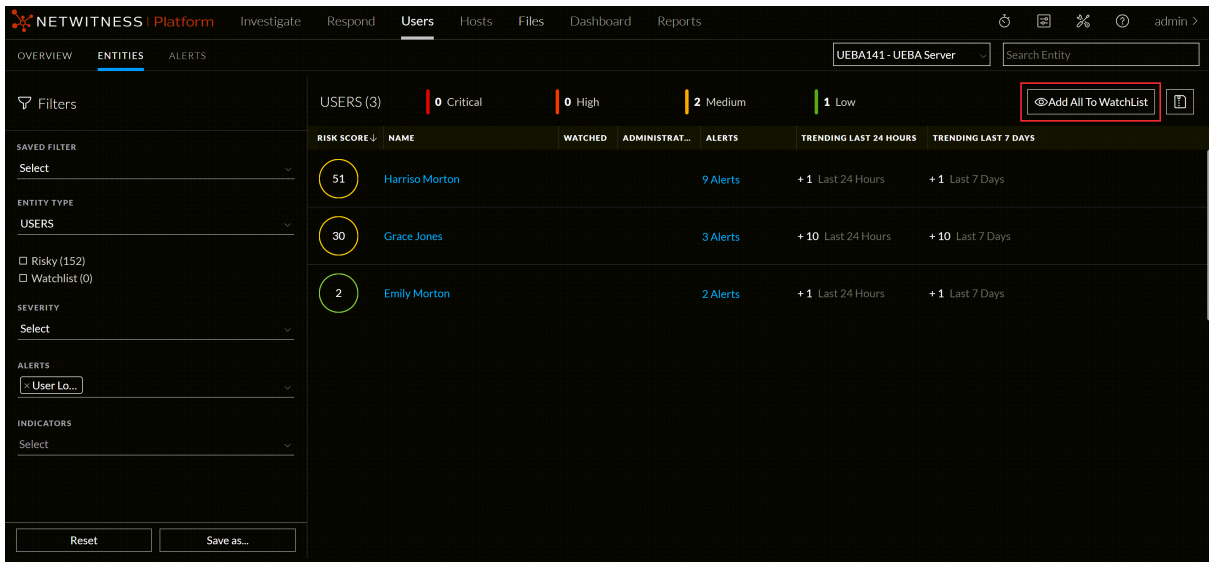 NETWITNESS Platform Investigate Respond Users Hosts Files Dashboard Reports admin >
OVERVIEW ENTITIES ALERTS UEBA141 - UEBA Server Search Entity
Filters
USERS (3) 0 Critical 0 High 2 Medium 1 Low Add All To WatchList
RISK SCORE NAME WATCHED ADMINISTRAT... ALERTS TRENDING LAST 24 HOURS TRENDING LAST 7 DAYS
SAVED FILTER
Select
51 Harriso Morton 9 Alerts + 1 Last 24 Hours + 1 Last 7 Days
ENTITY TYPE
USERS
30 Grace Jones 3 Alerts + 10 Last 24 Hours + 10 Last 7 Days
Risky (152)
Watchlist (0)
2 Emily Morton 2 Alerts + 1 Last 24 Hours + 1 Last 7 Days
SEVERITY
Select
ALERTS
× User Lo...
INDICATORS
Select
Reset Save as...